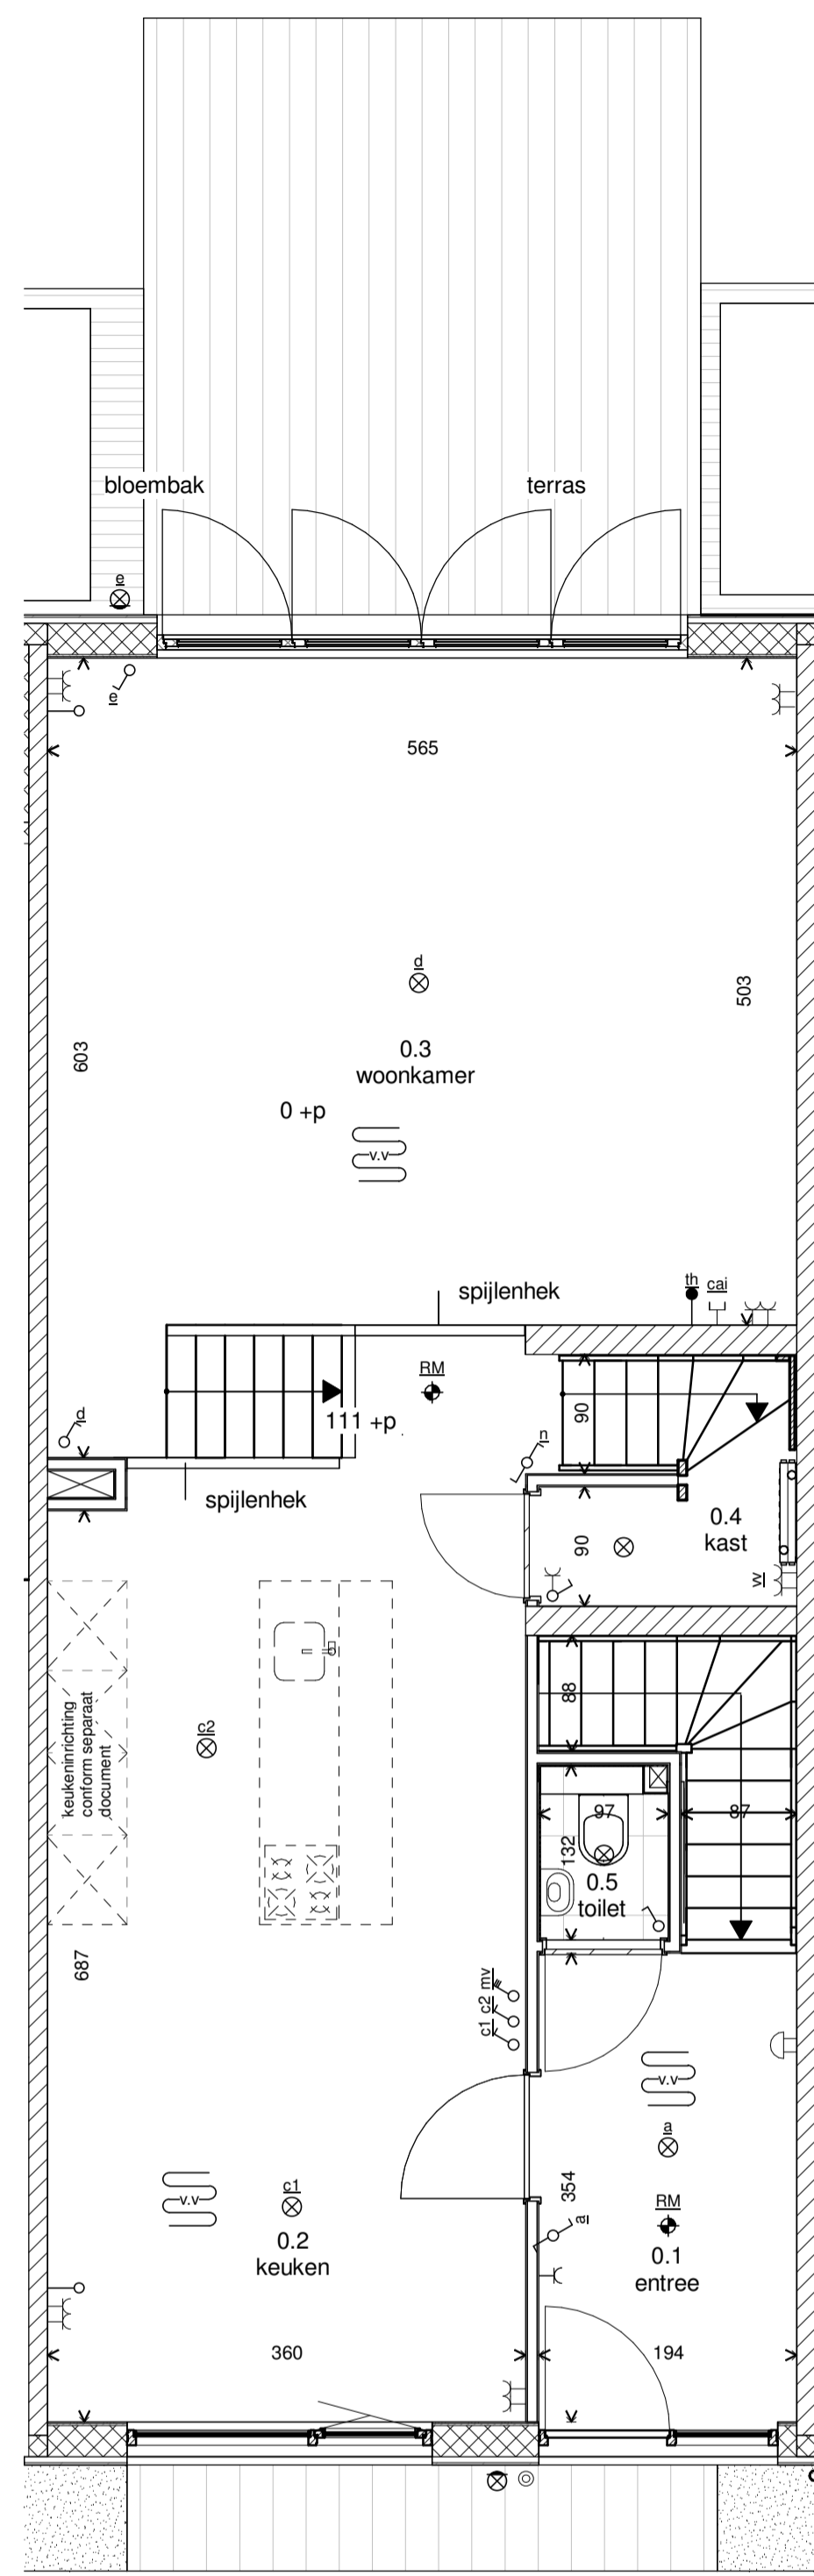 bloembak
terras
e
e
565
d
503
603
0.3
woonkamer
0 +p
v.v
th
cai
spijlenhek
RM
90
d
111 +p
n
spijlenhek
0.4
kast
90
w
keukeninrichting
conform separaat
document
c2
88
97
87
132
0.5
toilet
687
c1 c2 mv
v.v
a
354
v.v
c1
RM
a
0.2
keuken
0.1
entree
360
194